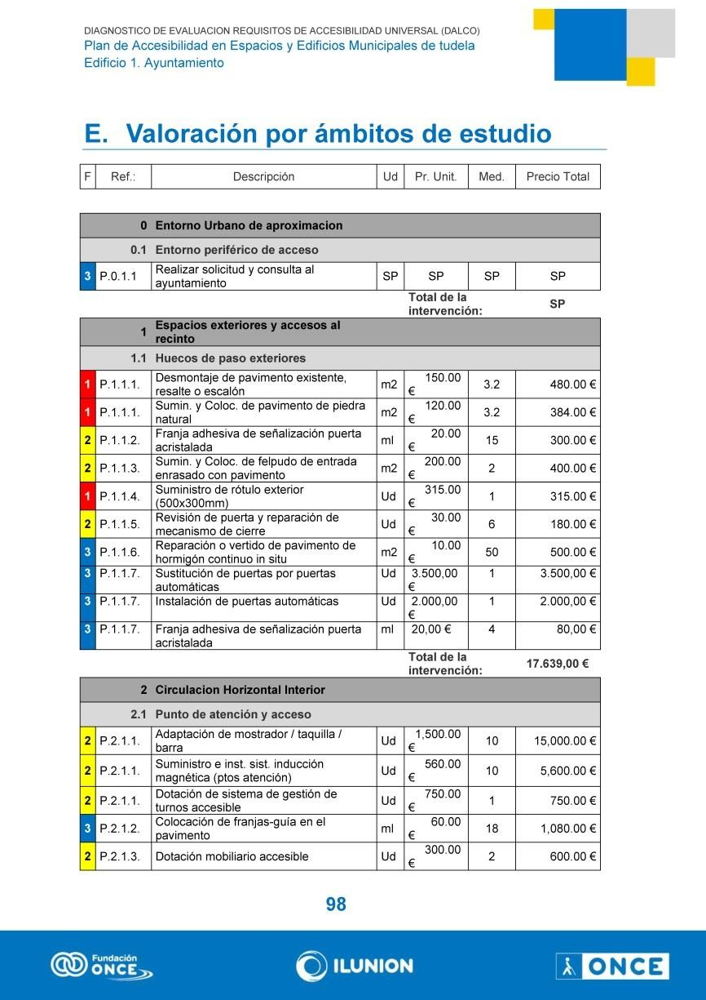 DIAGNOSTICO DE EVALUACION REQUISITOS DE ACCESIBILIDAD UNIVERSAL (DALCO)
Plan de Accesibilidad en Espacios y Edificios Municipales de tudela
Edificio 1. Ayuntamiento
E. Valoración por ámbitos de estudio
F Ref.: Descripción Ud Pr. Unit. Med. Precio Total
0 Entorno Urbano de aproximacion
0.1 Entorno periférico de acceso
3 P.0.1.1 Realizar solicitud y consulta al
ayuntamiento SP SP SP SP
Total de la
intervención: SP
1 Espacios exteriores y accesos al
recinto
1.1 Huecos de paso exteriores
1 P.1.1.1. Desmontaje de pavimento existente,
resalte o escalón m2 150.00 € 3.2 480.00 €
1 P.1.1.1. Sumin. y Coloc. de pavimento de piedra
natural m2 120.00 € 3.2 384.00 €
2 P.1.1.2. Franja adhesiva de señalización puerta
acristalada ml 20.00 € 15 300.00 €
2 P.1.1.3. Sumin. y Coloc. de felpudo de entrada
enrasado con pavimento m2 200.00 € 2 400.00 €
1 P.1.1.4. Suministro de rótulo exterior
(500x300mm) Ud 315.00 € 1 315.00 €
2 P.1.1.5. Revisión de puerta y reparación de
mecanismo de cierre Ud 30.00 € 6 180.00 €
3 P.1.1.6. Reparación o vertido de pavimento de
hormigón continuo in situ m2 10.00 € 50 500.00 €
3 P.1.1.7. Sustitución de puertas por puertas
automáticas Ud 3.500,00 € 1 3.500,00 €
3 P.1.1.7. Instalación de puertas automáticas Ud 2.000,00 € 1 2.000,00 €
3 P.1.1.7. Franja adhesiva de señalización puerta
acristalada ml 20,00 € 4 80,00 €
Total de la
intervención: 17.639,00 €
2 Circulacion Horizontal Interior
2.1 Punto de atención y acceso
2 P.2.1.1. Adaptación de mostrador / taquilla /
barra Ud 1,500.00 € 10 15,000.00 €
2 P.2.1.1. Suministro e inst. sist. inducción
magnética (ptos atención) Ud 560.00 € 10 5,600.00 €
2 P.2.1.1. Dotación de sistema de gestión de
turnos accesible Ud 750.00 € 1 750.00 €
3 P.2.1.2. Colocación de franjas-guía en el
pavimento ml 60.00 € 18 1,080.00 €
2 P.2.1.3. Dotación mobiliario accesible Ud 300.00 € 2 600.00 €
98
Fundación
ONCE
ILUNION
ONCE